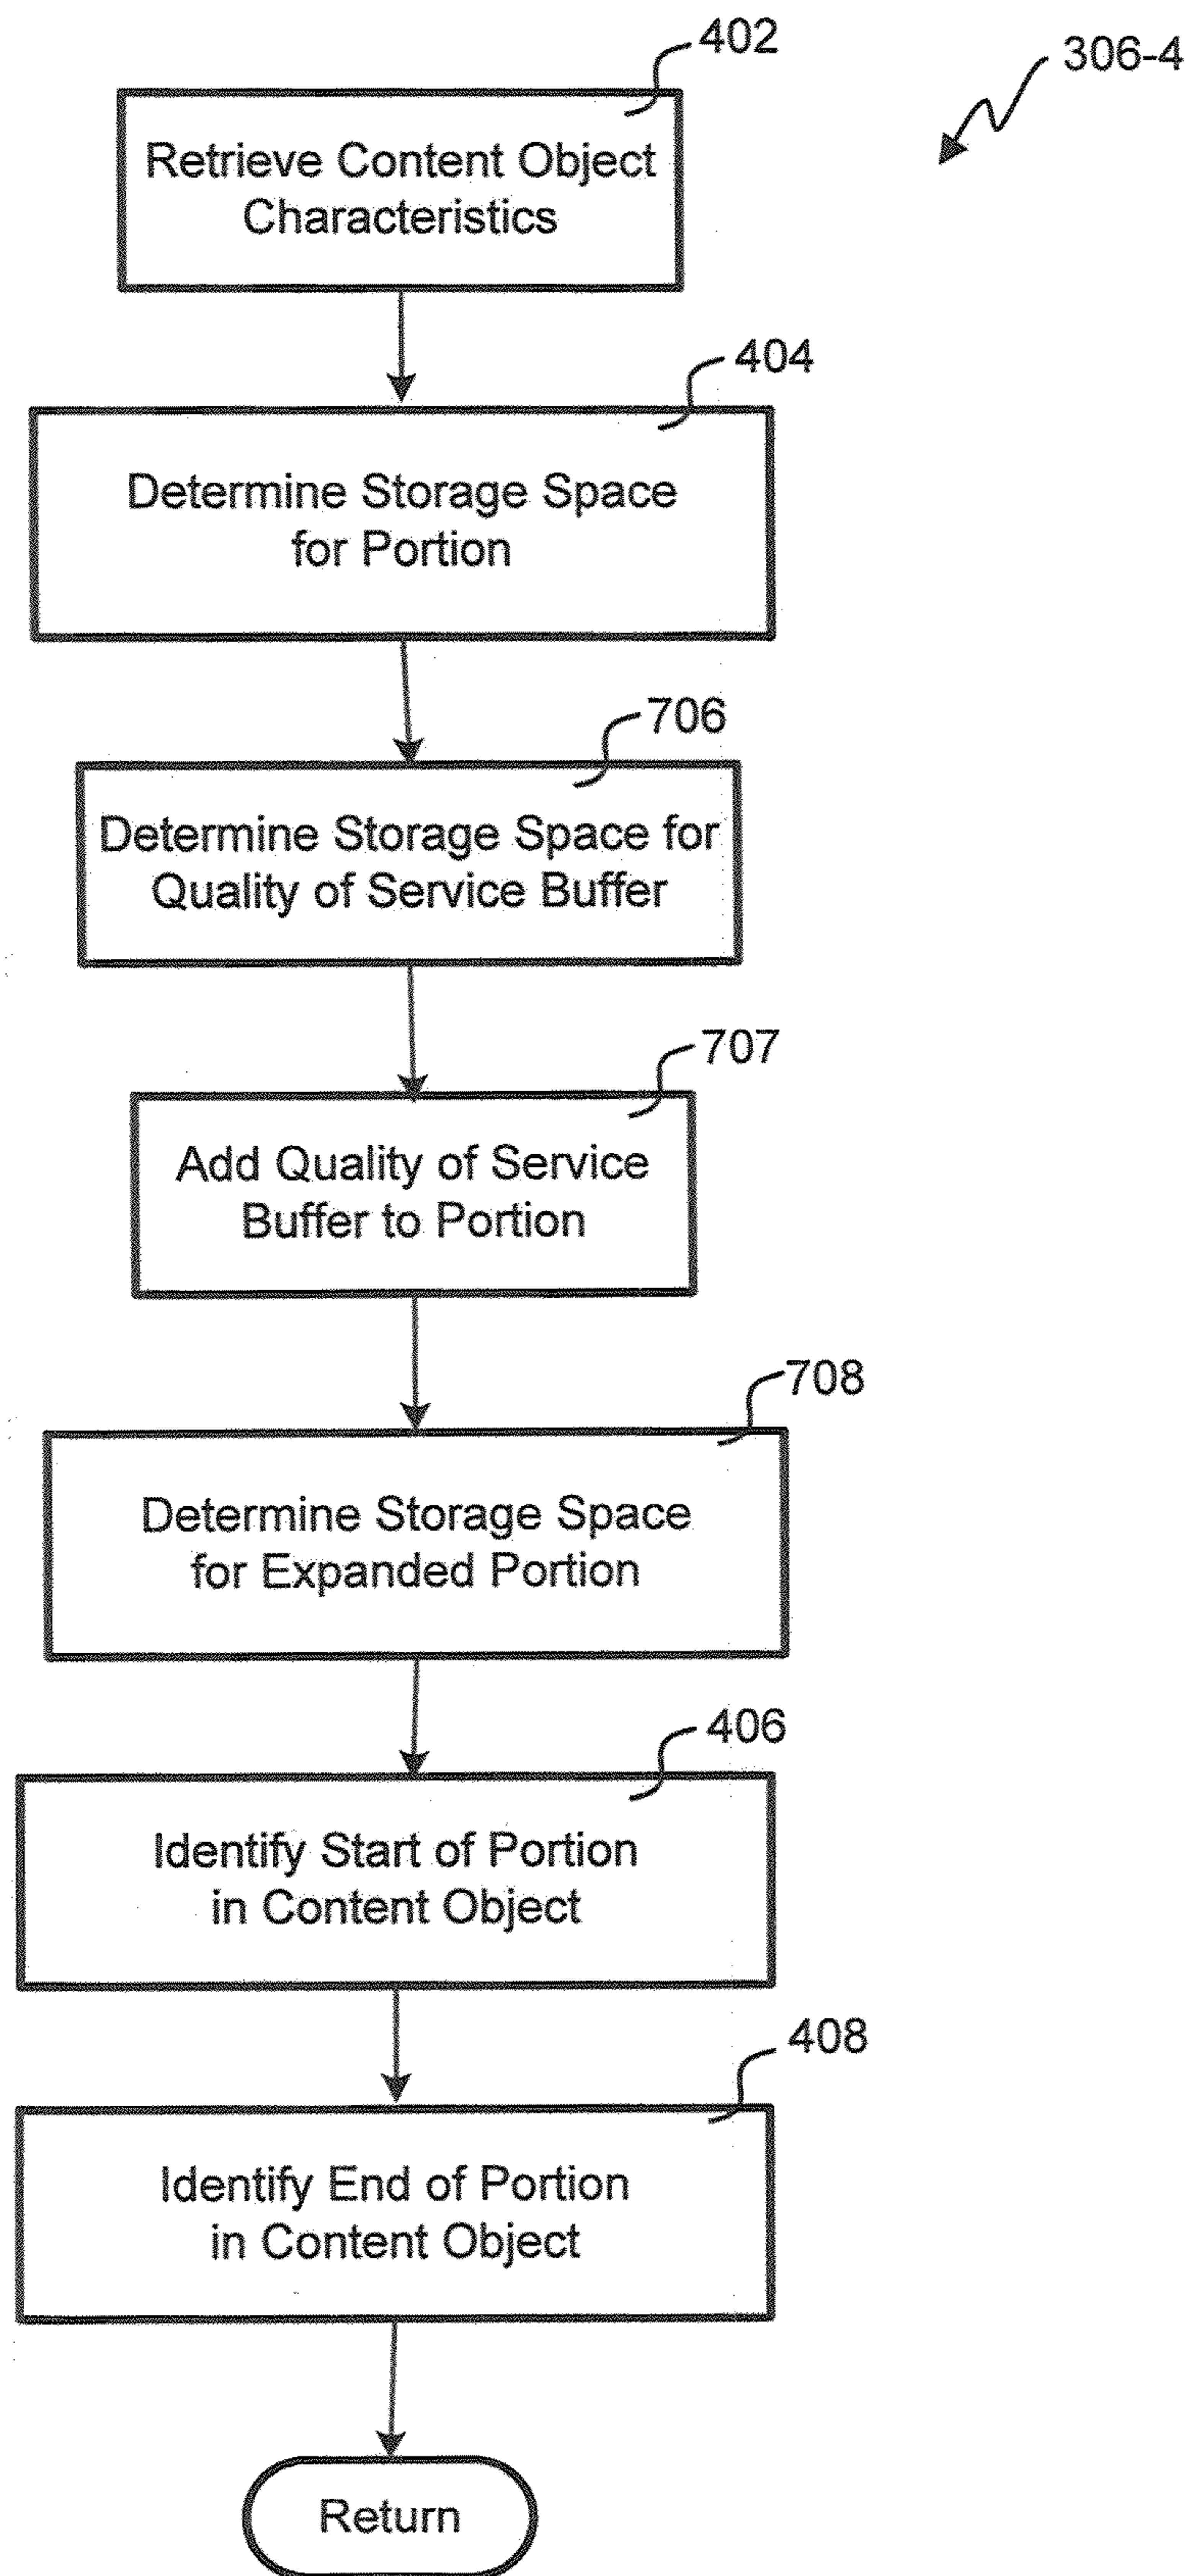 402
306-4
Retrieve Content Object
Characteristics
404
Determine Storage Space
for Portion
706
Determine Storage Space for
Quality of Service Buffer
707
Add Quality of Service
Buffer to Portion
708
Determine Storage Space
for Expanded Portion
406
Identify Start of Portion
in Content Object
408
Identify End of Portion
in Content Object
Return